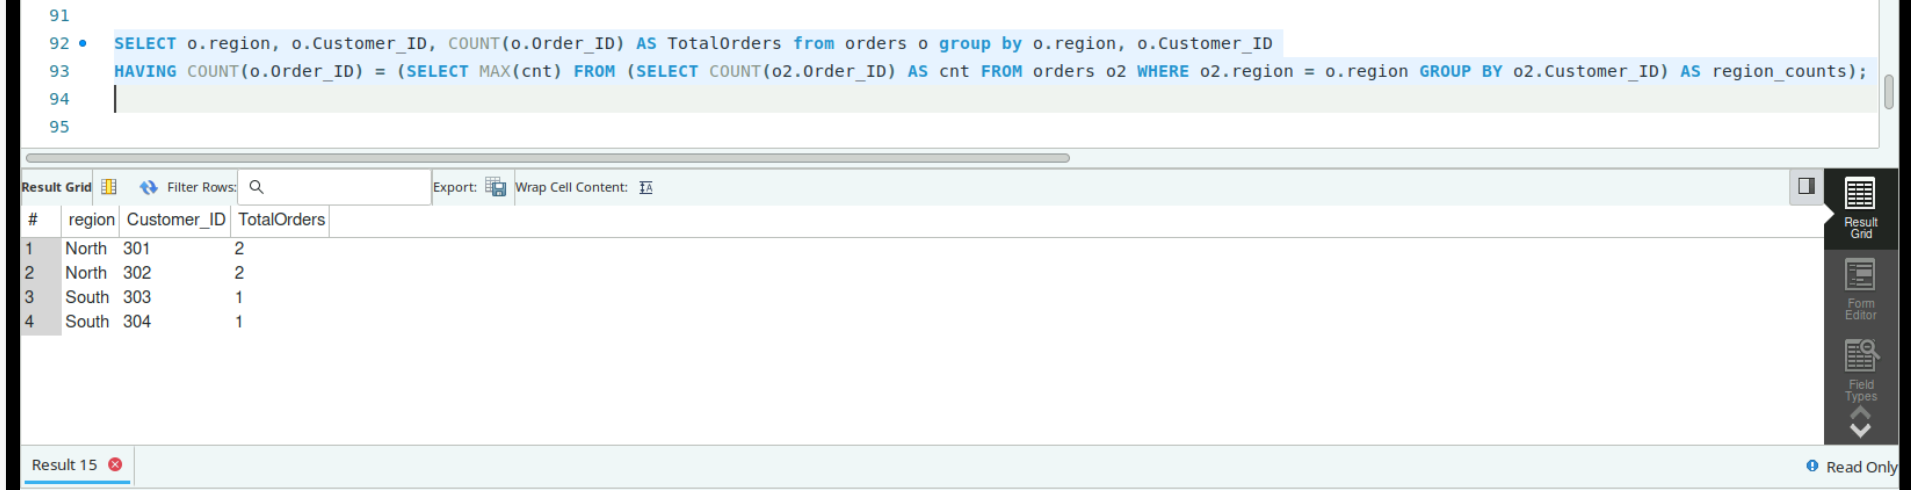 91
92 SELECT o.region, o.Customer_ID, COUNT(o.Order_ID) AS TotalOrders from orders o group by o.region, o.Customer_ID
93 HAVING COUNT(o.Order_ID) = (SELECT MAX(cnt) FROM (SELECT COUNT(o2.Order_ID) AS cnt FROM orders o2 WHERE o2.region = o.region GROUP BY o2.Customer_ID) AS region_counts);
94
95
Result Grid Filter Rows: Export: Wrap Cell Content: IA
# region Customer_ID TotalOrders
1 North 301 2
2 North 302 2
3 South 303 1
4 South 304 1
Result
Grid
Form
Editor
Field
Types
Result 15 Read Only